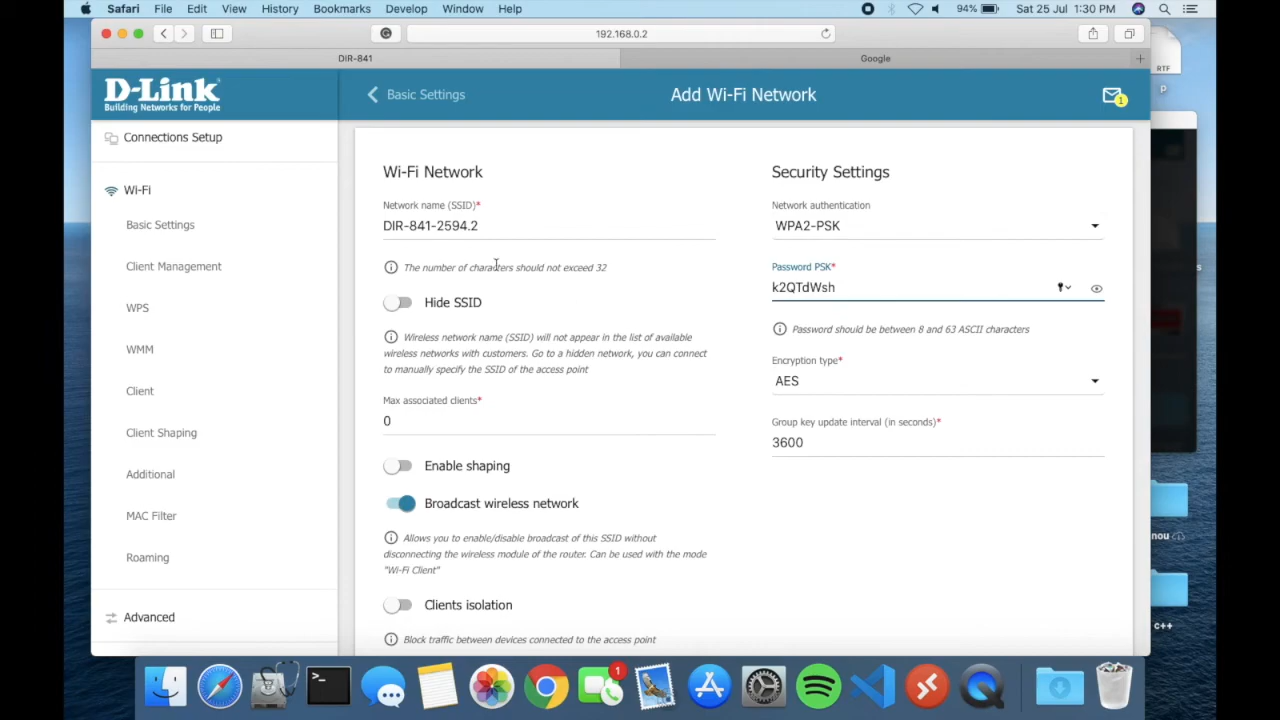 Safari File Edit View History Bookmarks Develop Window Help 94% Sat 25 Jul 1:30 PM
192.168.0.2
DIR-841 Google
RTF
D-Link
Building Networks for People
Basic Settings
Add Wi-Fi Network
1
Connections Setup
Wi-Fi
Basic Settings
Client Management
WPS
WMM
Client
Client Shaping
Additional
MAC Filter
Roaming
Advanced
Wi-Fi Network
Network name (SSID)*
DIR-841-2594.2
The number of characters should not exceed 32
Hide SSID
Wireless network name (SSID) will not appear in the list of available
wireless networks with customers. Go to a hidden network, you can connect
to manually specify the SSID of the access point
Max associated clients*
0
Enable shaping
Broadcast wireless network
Allows you to enable/disable broadcast of this SSID without
disconnecting the wireless module of the router. Can be used with the mode
"Wi-Fi Client"
Clients isolation
Block traffic between devices connected to the access point
Security Settings
Network authentication
WPA2-PSK
Password PSK*
k2QTdWsh
Password should be between 8 and 63 ASCII characters
Encryption type*
AES
Group key update interval (in seconds)*
3600
P
s
nou
c++
>_
1